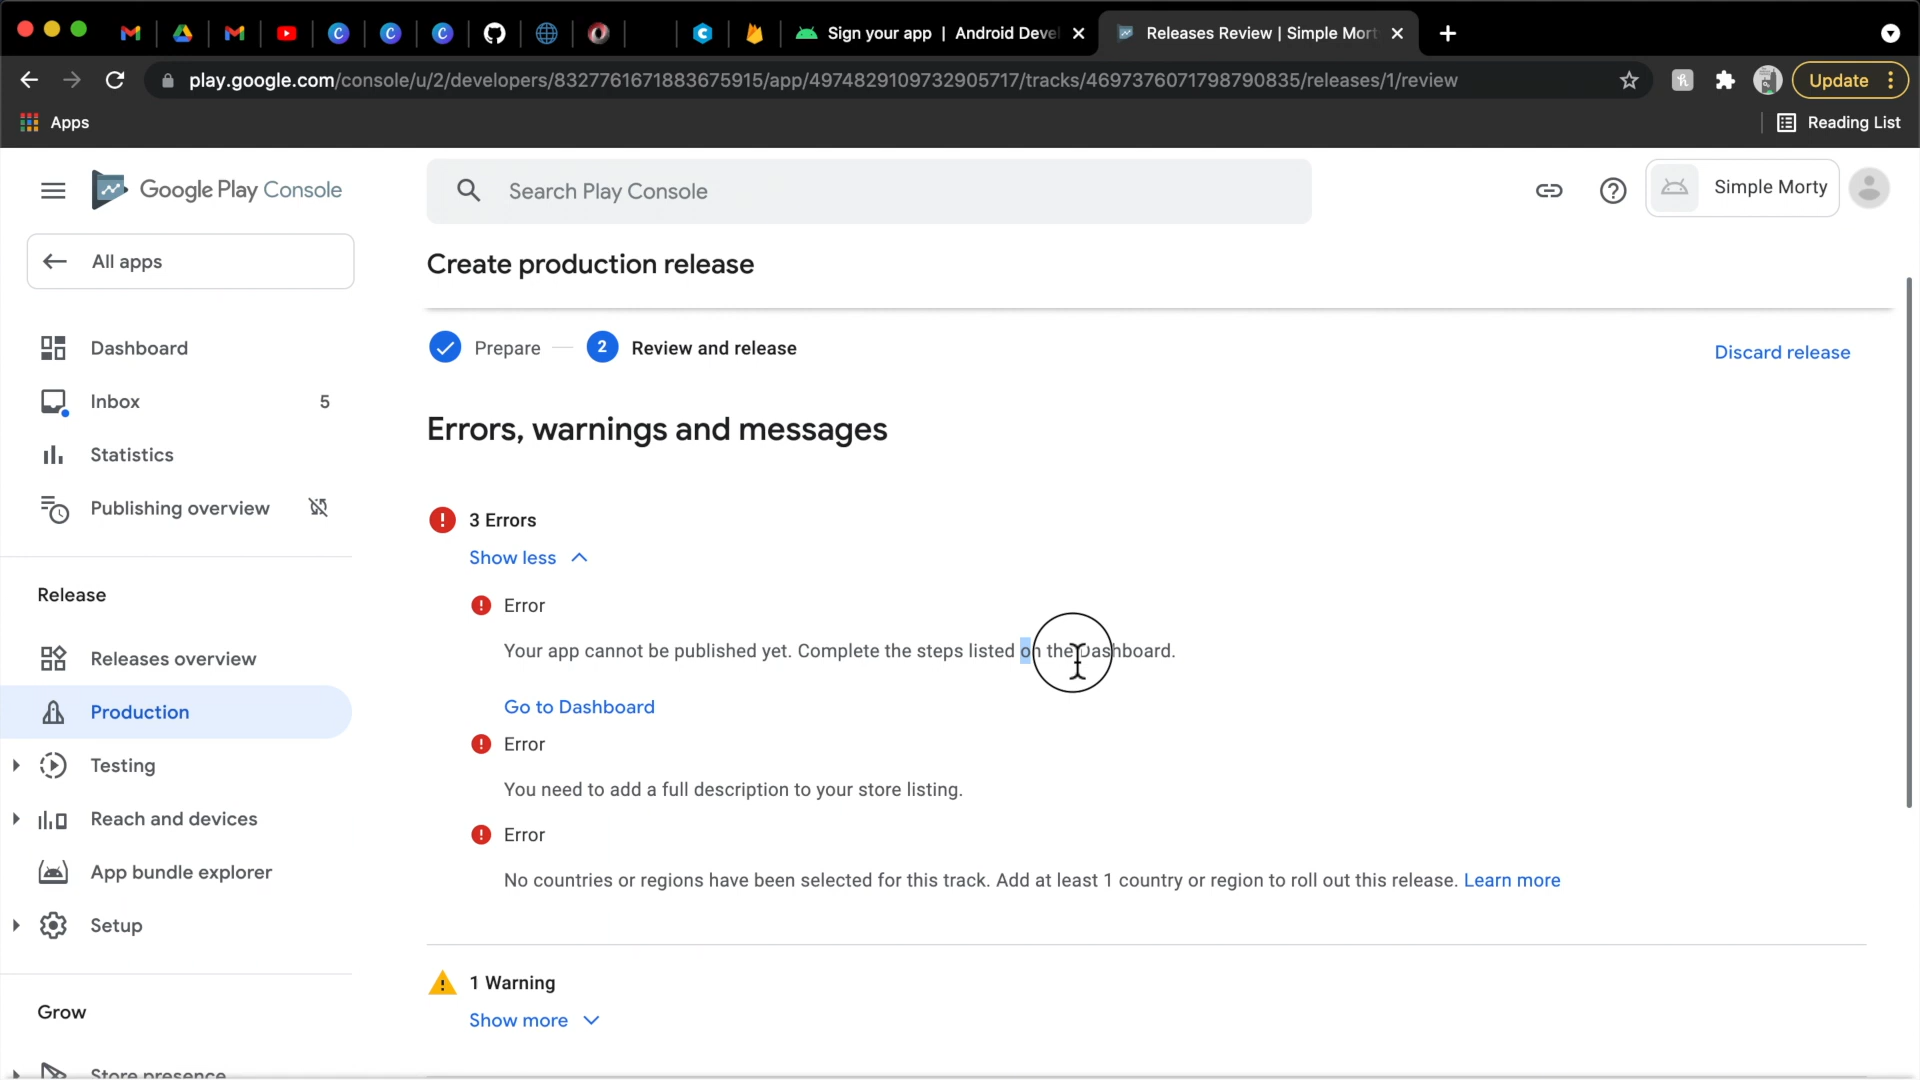 Sign your app | Android Deve
Releases Review | Simple Mort
play.google.com/console/u/2/developers/8327761671883675915/app/4974829109732905717/tracks/4697376071798790835/releases/1/review
Update
Apps
Reading List
Google Play Console
Search Play Console
Simple Morty
All apps
Create production release
Dashboard
Prepare
2
Review and release
Discard release
Inbox
5
Statistics
Errors, warnings and messages
Publishing overview
3 Errors
Show less
Release
Error
Your app cannot be published yet. Complete the steps listed on the Dashboard.
Releases overview
Go to Dashboard
Production
Error
Testing
You need to add a full description to your store listing.
Reach and devices
Error
App bundle explorer
No countries or regions have been selected for this track. Add at least 1 country or region to roll out this release. Learn more
Setup
1 Warning
Grow
Show more
Store presence